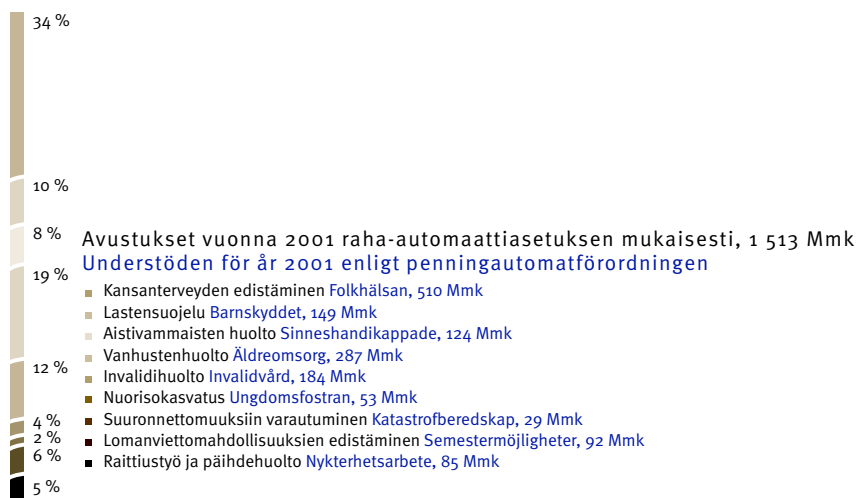 34 %
10 %
8 %
19 %
12 %
4 %
2 %
6 %
5 %
Avustukset vuonna 2001 raha-automaattiasetuksen mukaisesti, 1 513 Mmk
Understöden för år 2001 enligt penningautomatförordningen
Kansanterveyden edistäminen Folkhälsan, 510 Mmk
Lastensuojelu Barnskyddet, 149 Mmk
Aistivammaisten huolto Sinneshandikappade, 124 Mmk
Vanhustenhuolto Äldreomsorg, 287 Mmk
Invalidihuolto Invalidvård, 184 Mmk
Nuorisokasvatus Ungdomsfostran, 53 Mmk
Suuronnettomuuksiin varautuminen Katastrofberedskap, 29 Mmk
Lomanviettomahdollisuuksien edistäminen Semestermöjligheter, 92 Mmk
Raittiustyö ja päihdehuolto Nykterhetsarbete, 85 Mmk